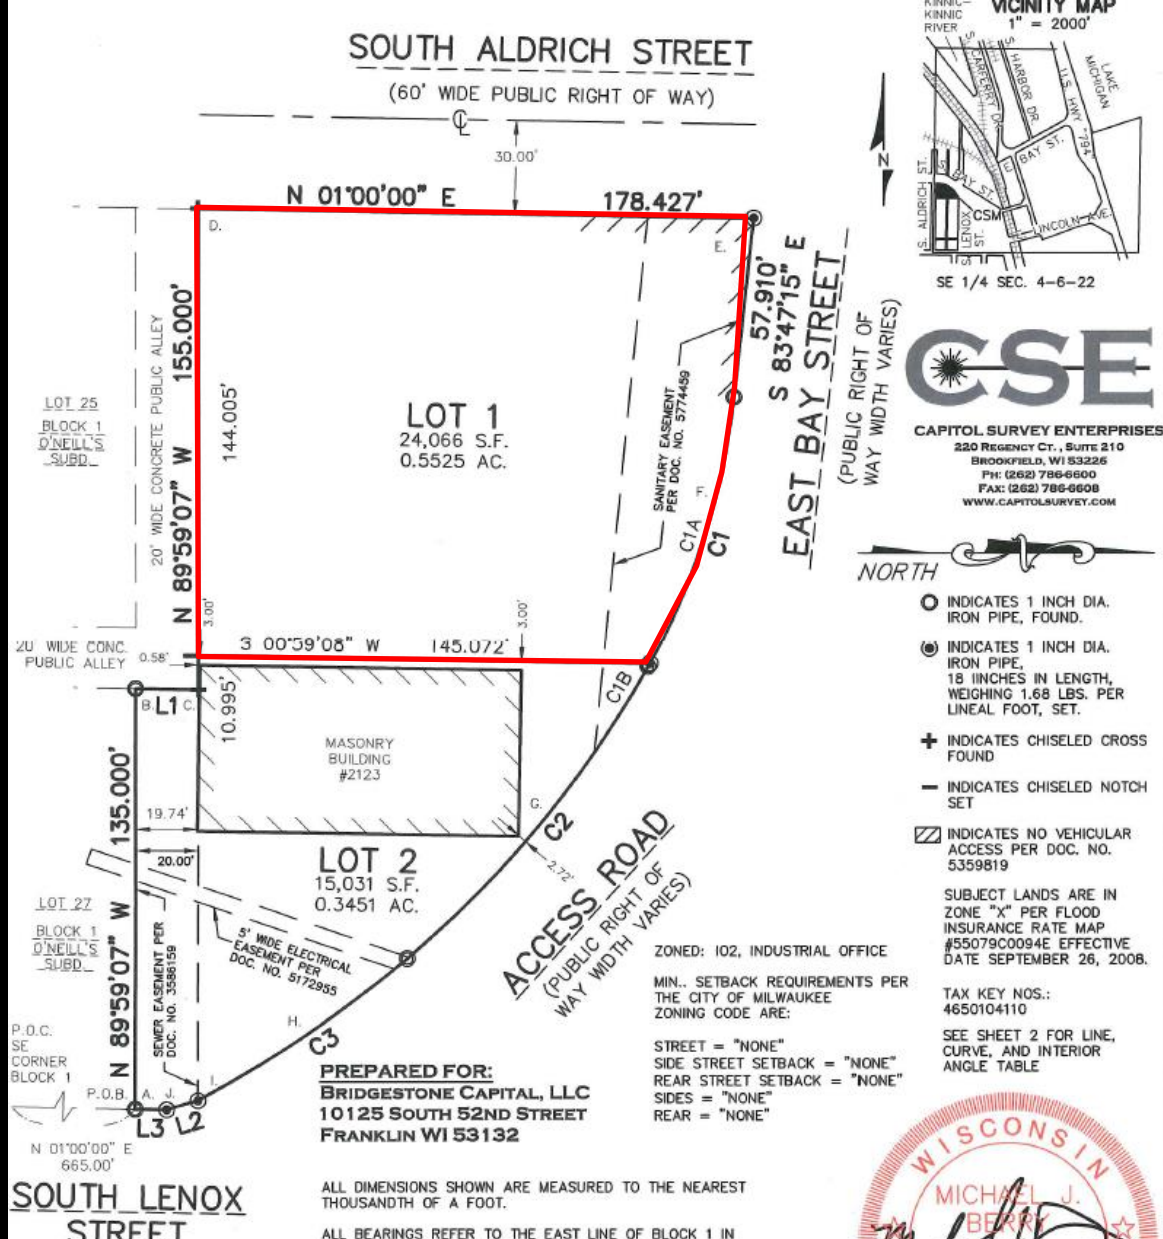 SOUTH ALDRICH STREET
(60' WIDE PUBLIC RIGHT OF WAY)
℄
30.00'
N 01°00'00" E
178.427'
D.
E.
57.910'
S 83°47'15" E
EAST BAY STREET
(PUBLIC RIGHT OF
WAY WIDTH VARIES)
LOT 25
BLOCK 1
O'NEILL'S
SUBD.
20' WIDE CONCRETE PUBLIC ALLEY
N 89°59'07" W 155.000'
144.005'
LOT 1
24,066 S.F.
0.5525 AC.
SANITARY EASEMENT
PER DOC. NO. 5774459
F.
C1A
C1
3.00'
3.00'
3 00°59'08" W
145.072'
20' WIDE CONC.
PUBLIC ALLEY
0.58'
B.
L1
C.
10.995'
C1B
MASONRY
BUILDING
#2123
G.
C2
2.72'
N 89°59'07" W 135.000'
19.74'
20.00'
LOT 2
15,031 S.F.
0.3451 AC.
LOT 27
BLOCK 1
O'NEILL'S
SUBD.
SEWER EASEMENT PER
DOC. NO. 3586159
5' WIDE ELECTRICAL
EASEMENT PER
DOC. NO. 5172955
ACCESS ROAD
(PUBLIC RIGHT OF
WAY WIDTH VARIES)
H.
C3
I.
P.O.C.
SE
CORNER
BLOCK 1
P.O.B.
A.
J.
L3
L2
N 01°00'00" E
665.00'
SOUTH LENOX
STREET
PREPARED FOR:
BRIDGESTONE CAPITAL, LLC
10125 SOUTH 52ND STREET
FRANKLIN WI 53132
ALL DIMENSIONS SHOWN ARE MEASURED TO THE NEAREST
THOUSANDTH OF A FOOT.
ALL BEARINGS REFER TO THE EAST LINE OF BLOCK 1 IN
ZONED: IO2, INDUSTRIAL OFFICE
MIN.. SETBACK REQUIREMENTS PER
THE CITY OF MILWAUKEE
ZONING CODE ARE:
STREET = "NONE"
SIDE STREET SETBACK = "NONE"
REAR STREET SETBACK = "NONE"
SIDES = "NONE"
REAR = "NONE"
KINNIC-
KINNIC
RIVER
VICINITY MAP
1" = 2000'
N
S. CARFERRY DR.
S. HARBOR DR.
U.S. HWY "794"
LAKE
MICHIGAN
E BAY ST.
S. BAY ST.
S. ALDRICH ST.
S. LENOX
ST.
CSM
E. LINCOLN AVE.
SE 1/4 SEC. 4-6-22
CSE
CAPITOL SURVEY ENTERPRISES
220 REGENCY CT., SUITE 210
BROOKFIELD, WI 53226
PH: (262) 786-6600
FAX: (262) 786-6608
WWW.CAPITOLSURVEY.COM
NORTH
INDICATES 1 INCH DIA.
IRON PIPE, FOUND.
INDICATES 1 INCH DIA.
IRON PIPE,
18 IINCHES IN LENGTH,
WEIGHING 1.68 LBS. PER
LINEAL FOOT, SET.
INDICATES CHISELED CROSS
FOUND
INDICATES CHISELED NOTCH
SET
INDICATES NO VEHICULAR
ACCESS PER DOC. NO.
5359819
SUBJECT LANDS ARE IN
ZONE "X" PER FLOOD
INSURANCE RATE MAP
#55079C0094E EFFECTIVE
DATE SEPTEMBER 26, 2008.
TAX KEY NOS.:
4650104110
SEE SHEET 2 FOR LINE,
CURVE, AND INTERIOR
ANGLE TABLE
WISCONSIN
MICHAEL J.
BERRY